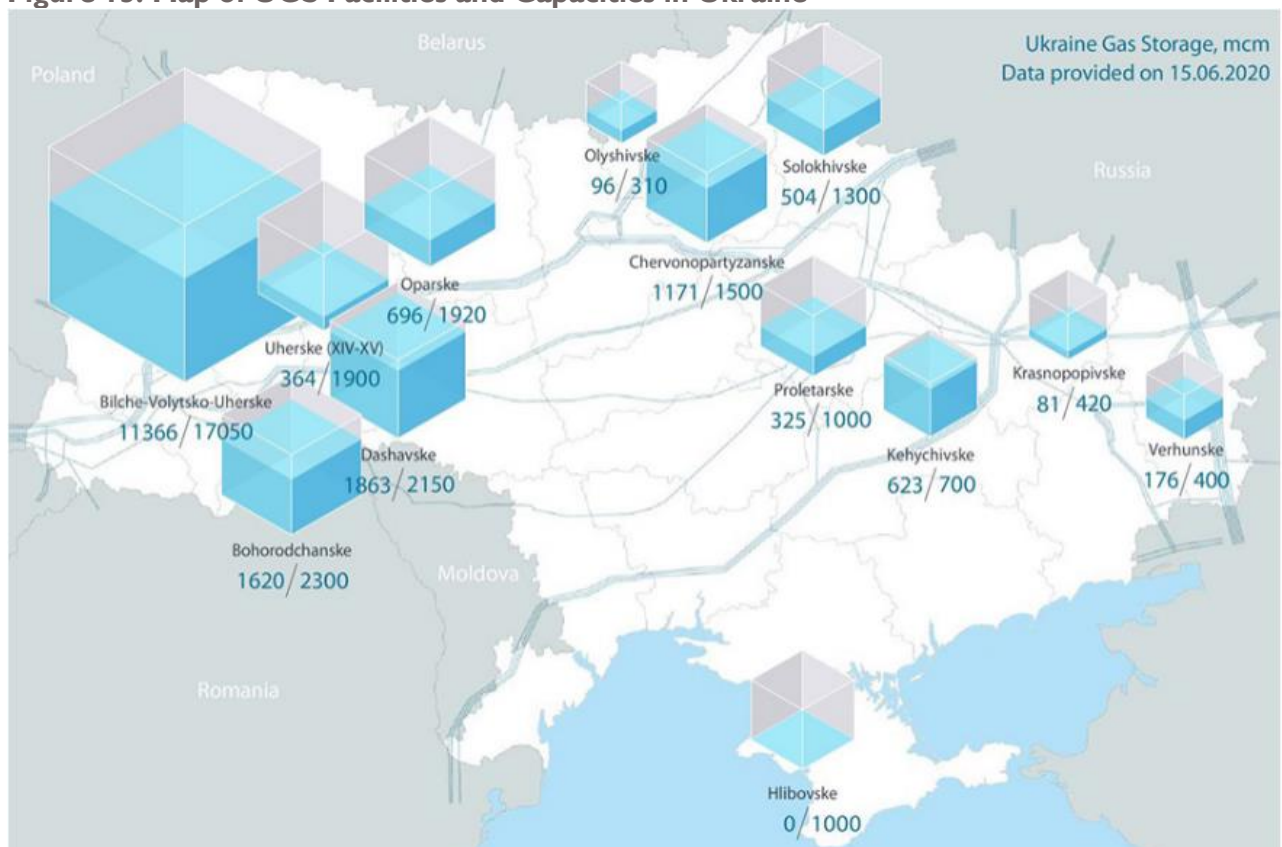 Figure 19: Map of UGS Facilities and Capacities in Ukraine
Ukraine Gas Storage, mcm
Data provided on 15.06.2020
Belarus
Poland
Russia
Olyshivske
96/310
Solokhivske
504/1300
Chervonopartyzanske
1171/1500
Oparske
696/1920
Uherske (XIV-XV)
364/1900
Bilche-Volytsko-Uherske
11366/17050
Dashavske
1863/2150
Bohorodchanske
1620/2300
Proletarske
325/1000
Kehychivske
623/700
Krasnopopivske
81/420
Verhunske
176/400
Moldova
Romania
Hlibovske
0/1000